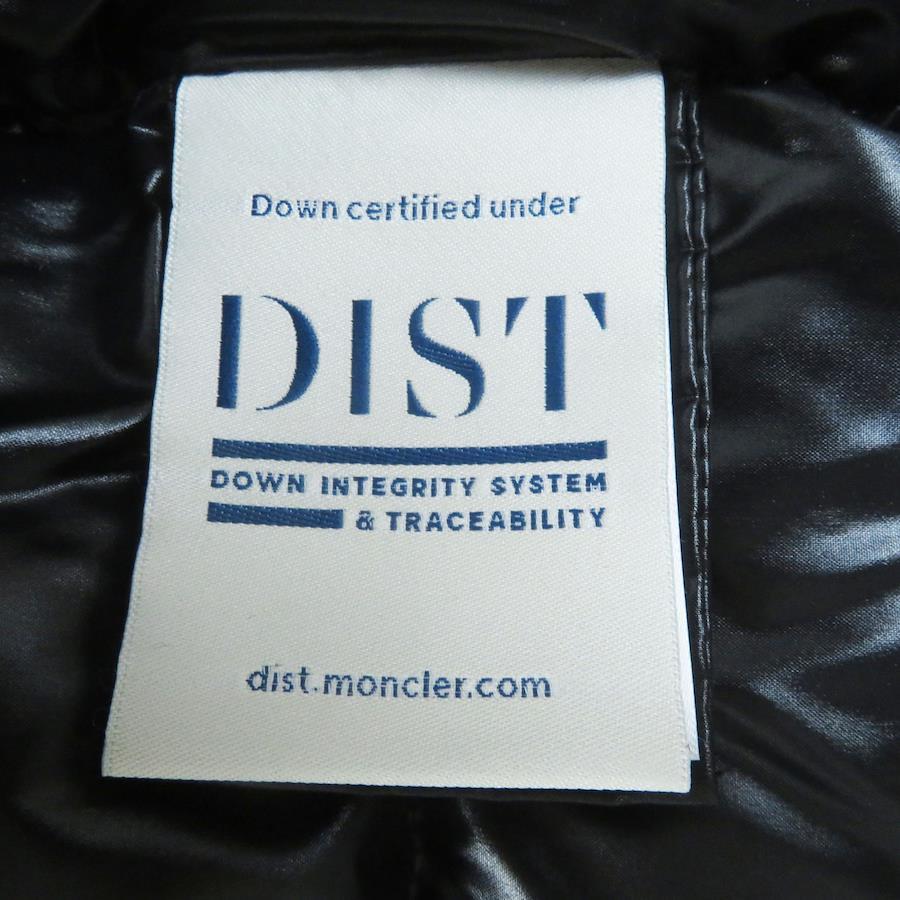 Down certified under
DIST
DOWN INTEGRITY SYSTEM
& TRACEABILITY
dist.moncler.com